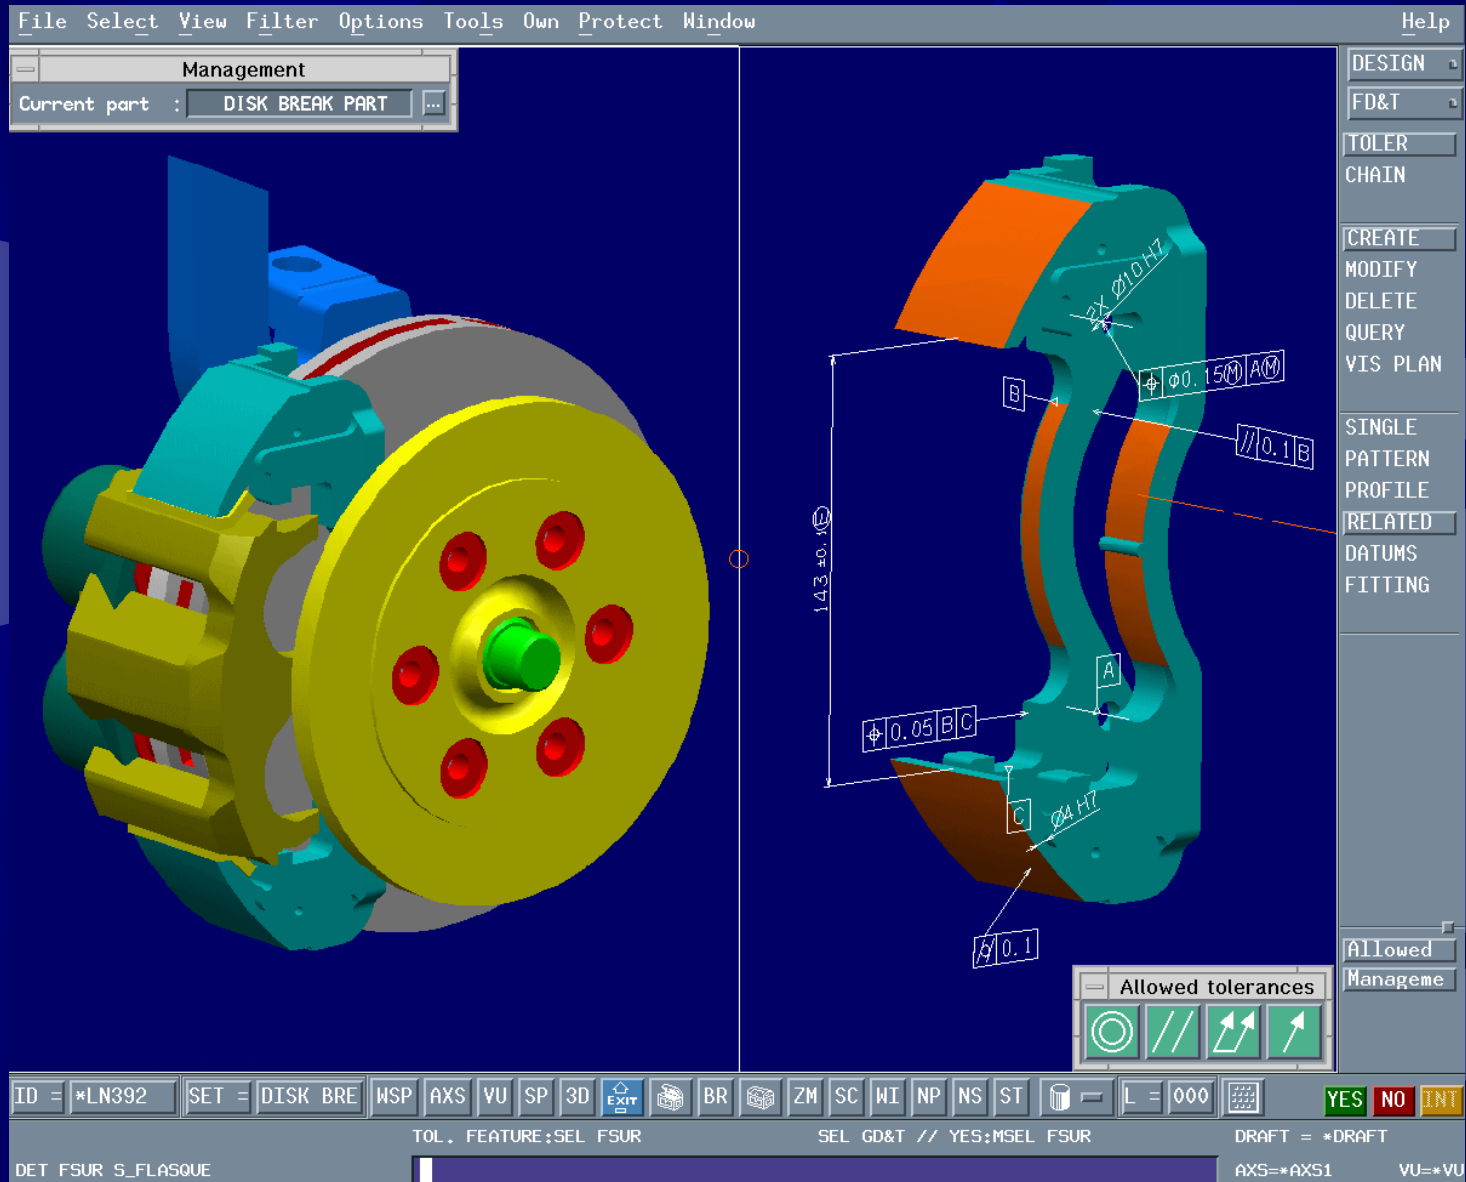 File Select View Filter Options Tools Own Protect Window Help
Management
Current part : DISK BREAK PART ...
DESIGN
FD&T
TOLER
CHAIN
CREATE
MODIFY
DELETE
QUERY
VIS PLAN
SINGLE
PATTERN
PROFILE
RELATED
DATUMS
FITTING
2X Ø10 H7
⌖ Φ0.15Ⓜ AⓂ
B
// 0.1 B
143 ±0.1Ⓔ
A
⌖ 0.05 B C
C
Ø4 H7
⌭ 0.1
Allowed
Manageme
Allowed tolerances
ID = *LN392 SET = DISK BRE WSP AXS VU SP 3D EXIT BR ZM SC WI NP NS ST L = 000 YES NO INT
TOL. FEATURE:SEL FSUR SEL GD&T // YES:MSEL FSUR DRAFT = *DRAFT
DET FSUR S_FLASQUE AXS=*AXS1 VU=*VU